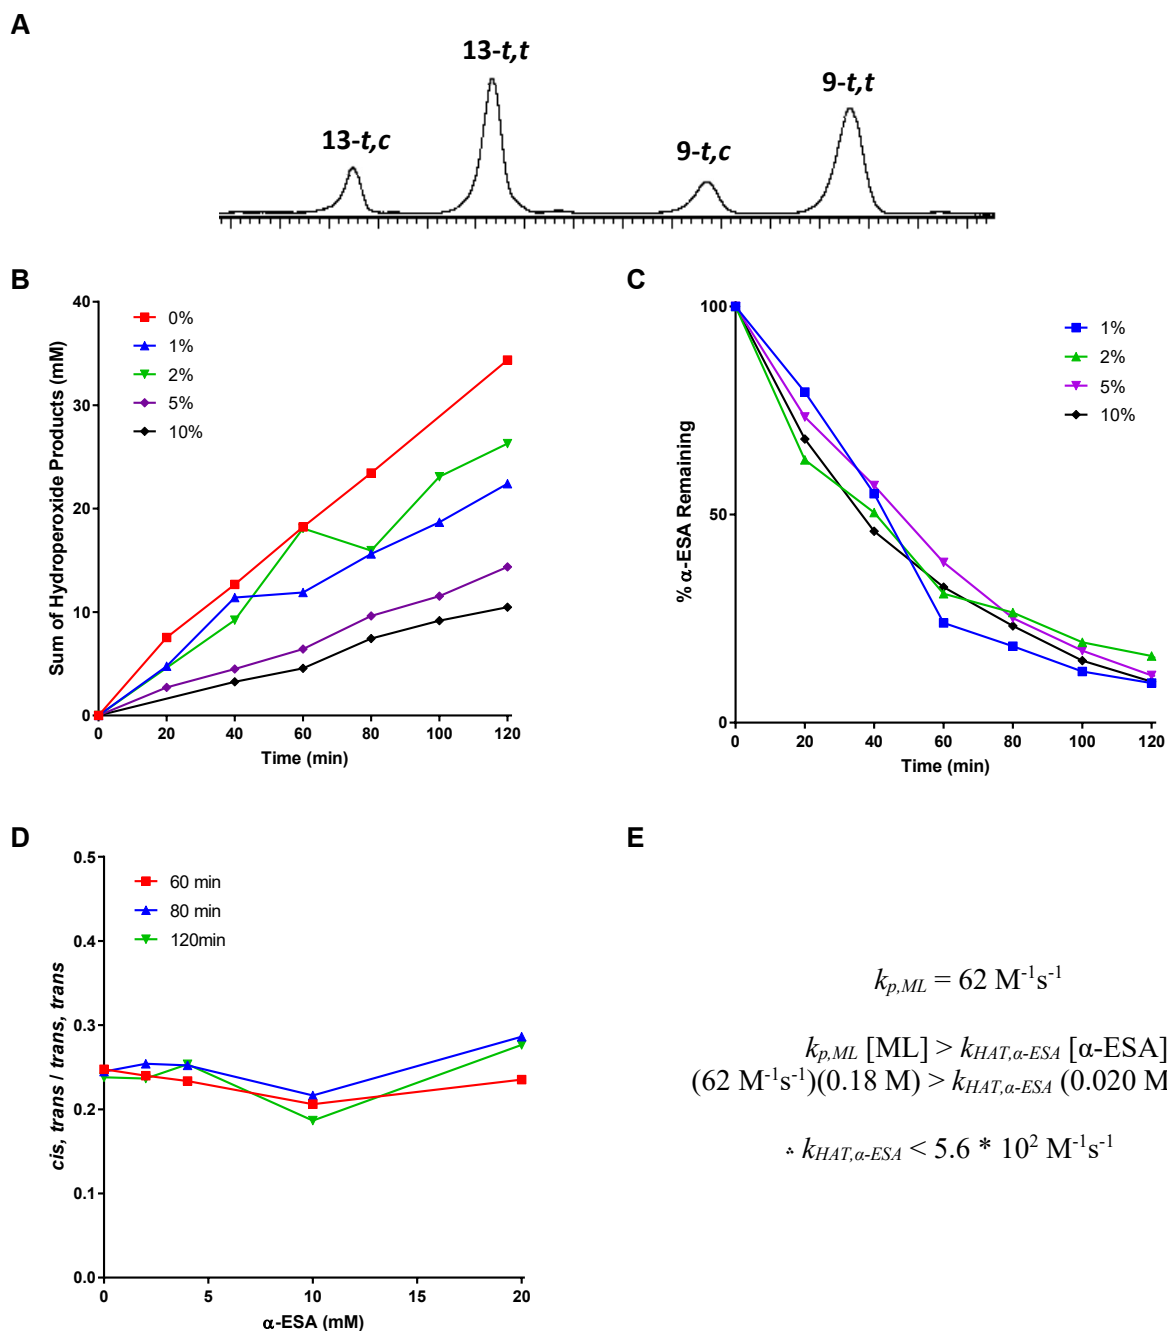 A
13-t,t
9-t,t
13-t,c
9-t,c
B
40
30
20
10
0
Sum of Hydroperoxide Products (mM)
0%
1%
2%
5%
10%
0 20 40 60 80 100 120
Time (min)
C
100
50
0
% α-ESA Remaining
1%
2%
5%
10%
0 20 40 60 80 100 120
Time (min)
D
0.5
0.4
0.3
0.2
0.1
0.0
cis, trans / trans, trans
60 min
80 min
120min
0 5 10 15 20
α-ESA (mM)
E
kp,ML = 62 M-1s-1
kp,ML [ML] > kHAT,α-ESA [α-ESA]
(62 M-1s-1)(0.18 M) > kHAT,α-ESA (0.020 M
∴ kHAT,α-ESA < 5.6 * 10² M-1s-1